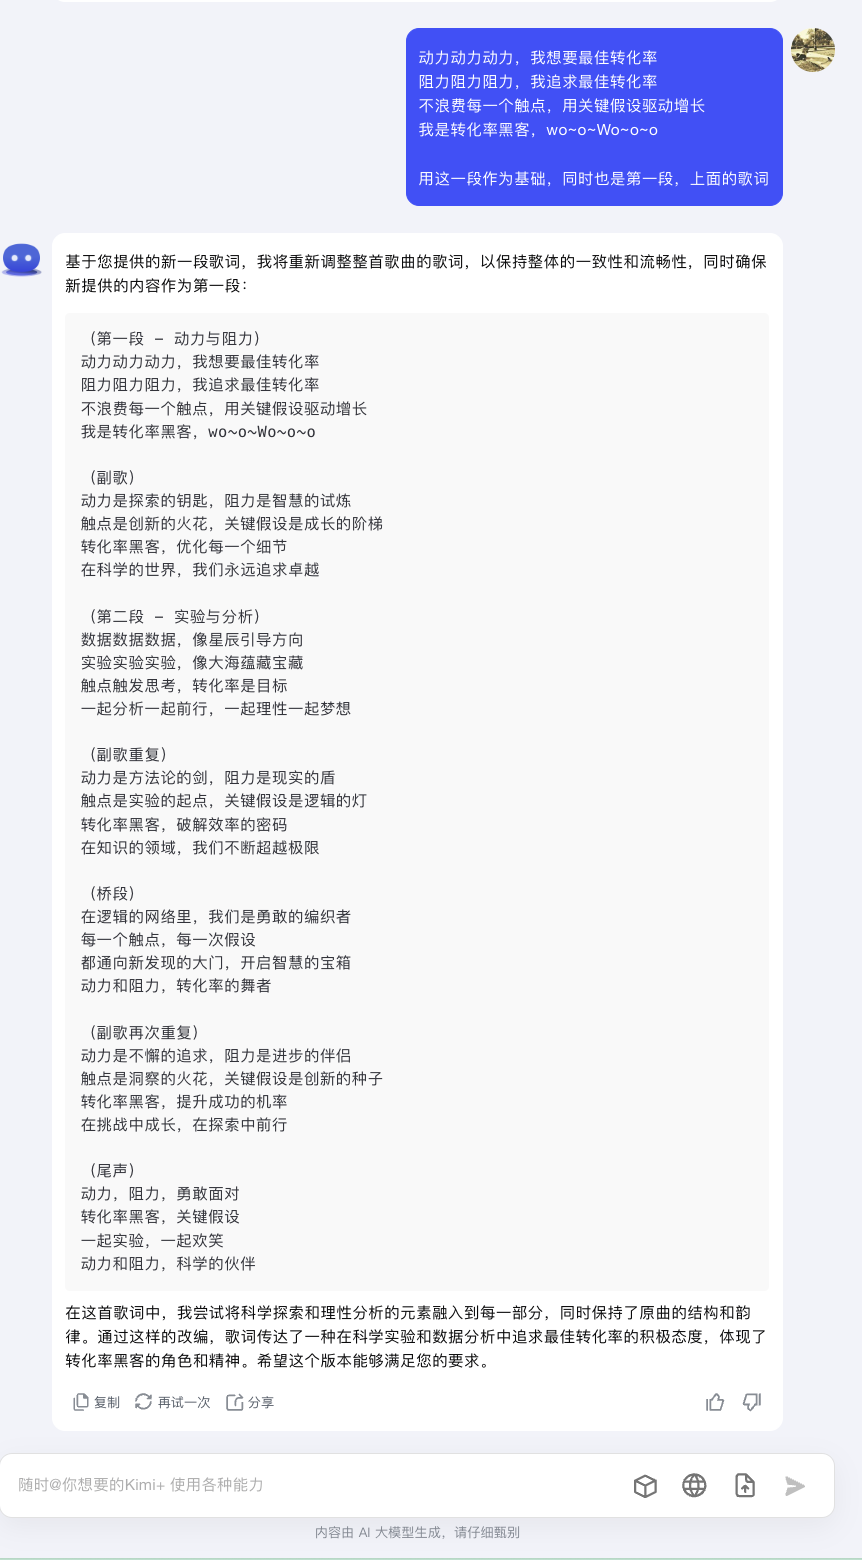 动力动力动力，我想要最佳转化率
阻力阻力阻力，我追求最佳转化率
不浪费每一个触点，用关键假设驱动增长
我是转化率黑客，wo~o~Wo~o~o
用这一段作为基础，同时也是第一段，上面的歌词
基于您提供的新一段歌词，我将重新调整整首歌曲的歌词，以保持整体的一致性和流畅性，同时确保
新提供的内容作为第一段：
（第一段 - 动力与阻力）
动力动力动力，我想要最佳转化率
阻力阻力阻力，我追求最佳转化率
不浪费每一个触点，用关键假设驱动增长
我是转化率黑客，wo~o~Wo~o~o
（副歌）
动力是探索的钥匙，阻力是智慧的试炼
触点是创新的火花，关键假设是成长的阶梯
转化率黑客，优化每一个细节
在科学的世界，我们永远追求卓越
（第二段 - 实验与分析）
数据数据数据，像星辰引导方向
实验实验实验，像大海蕴藏宝藏
触点触发思考，转化率是目标
一起分析一起前行，一起理性一起梦想
（副歌重复）
动力是方法论的剑，阻力是现实的盾
触点是实验的起点，关键假设是逻辑的灯
转化率黑客，破解效率的密码
在知识的领域，我们不断超越极限
（桥段）
在逻辑的网络里，我们是勇敢的编织者
每一个触点，每一次假设
都通向新发现的大门，开启智慧的宝箱
动力和阻力，转化率的舞者
（副歌再次重复）
动力是不懈的追求，阻力是进步的伴侣
触点是洞察的火花，关键假设是创新的种子
转化率黑客，提升成功的机率
在挑战中成长，在探索中前行
（尾声）
动力，阻力，勇敢面对
转化率黑客，关键假设
一起实验，一起欢笑
动力和阻力，科学的伙伴
在这首歌词中，我尝试将科学探索和理性分析的元素融入到每一部分，同时保持了原曲的结构和韵
律。通过这样的改编，歌词传达了一种在科学实验和数据分析中追求最佳转化率的积极态度，体现了
转化率黑客的角色和精神。希望这个版本能够满足您的要求。
复制 再试一次 分享
随时@你想要的Kimi+ 使用各种能力
内容由 AI 大模型生成，请仔细甄别